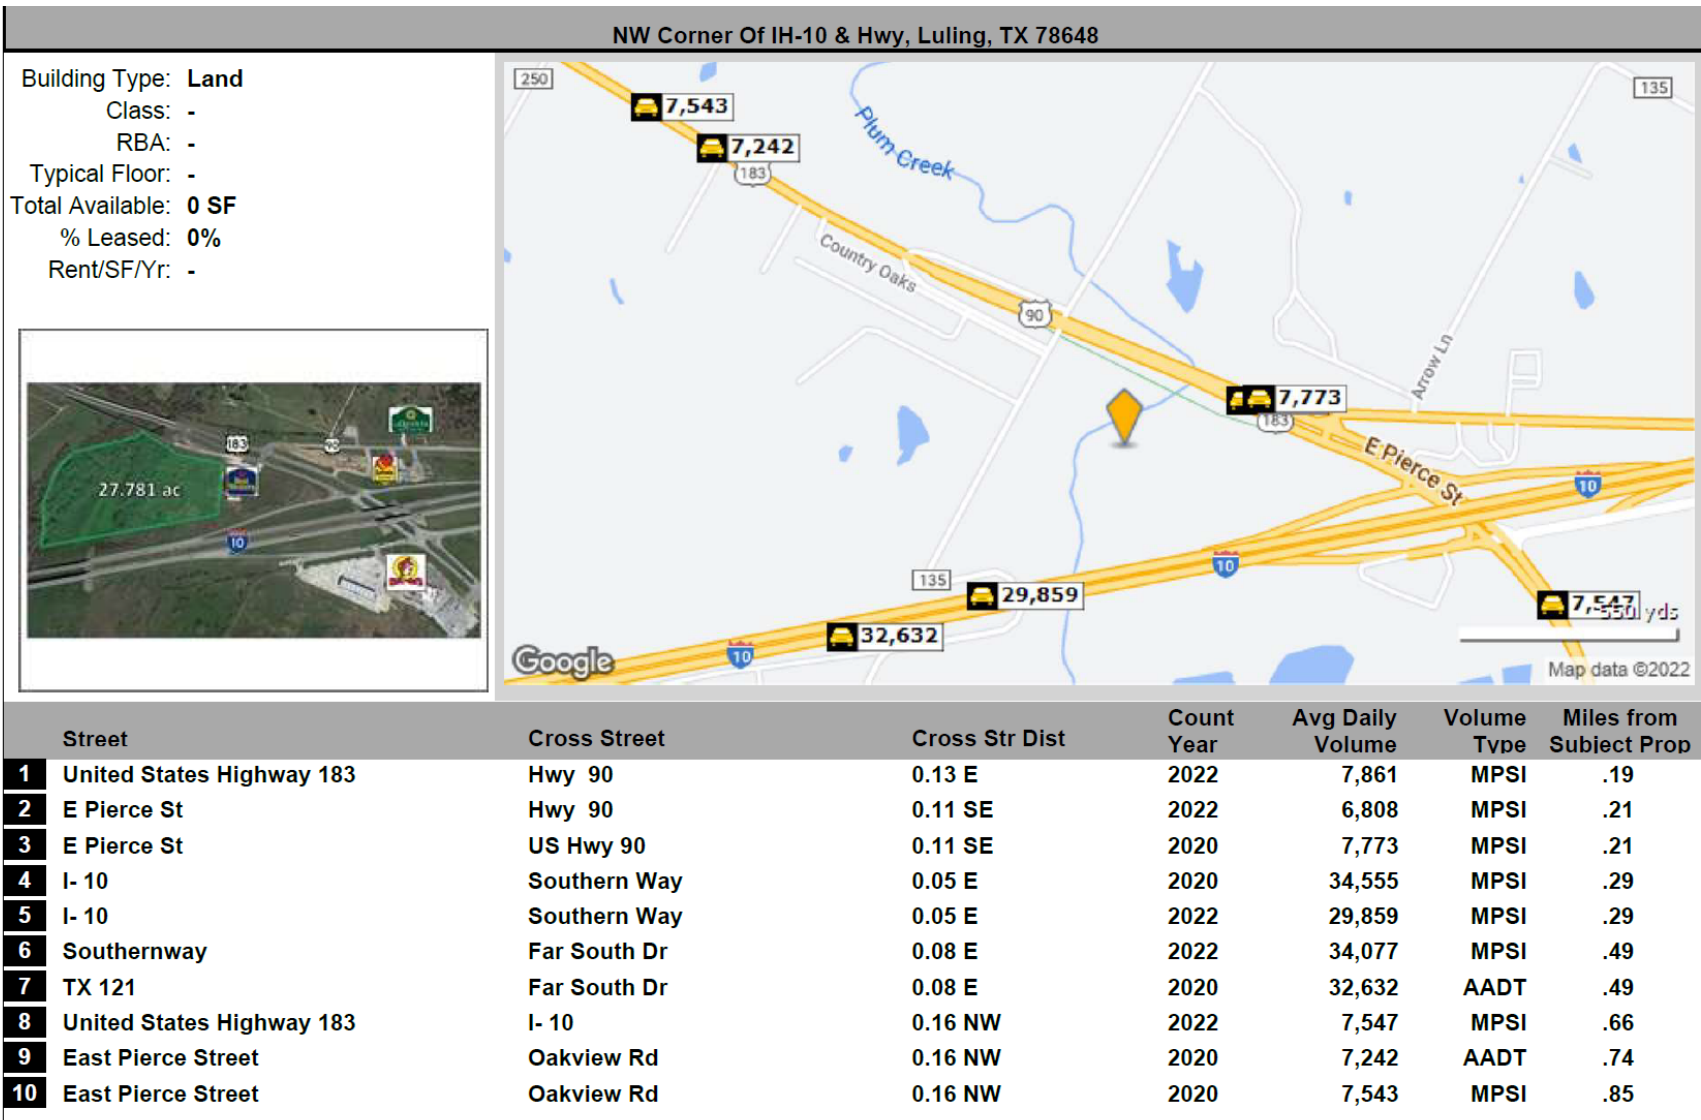 NW Corner Of IH-10 & Hwy, Luling, TX 78648
Building Type: Land
Class: -
RBA: -
Typical Floor: -
Total Available: 0 SF
% Leased: 0%
Rent/SF/Yr: -
250
7,543
7,242
183
Plum Creek
135
Country Oaks
90
Arrow Ln
7,773
183
E Pierce St
10
10
135
29,859
32,632
10
7,547
550 yds
Google
Map data ©2022
183
90
27.781 ac
10
Street Cross Street Cross Str Dist Count Year Avg Daily Volume Volume Type Miles from Subject Prop
1 United States Highway 183 Hwy 90 0.13 E 2022 7,861 MPSI .19
2 E Pierce St Hwy 90 0.11 SE 2022 6,808 MPSI .21
3 E Pierce St US Hwy 90 0.11 SE 2020 7,773 MPSI .21
4 I- 10 Southern Way 0.05 E 2020 34,555 MPSI .29
5 I- 10 Southern Way 0.05 E 2022 29,859 MPSI .29
6 Southernway Far South Dr 0.08 E 2022 34,077 MPSI .49
7 TX 121 Far South Dr 0.08 E 2020 32,632 AADT .49
8 United States Highway 183 I- 10 0.16 NW 2022 7,547 MPSI .66
9 East Pierce Street Oakview Rd 0.16 NW 2020 7,242 AADT .74
10 East Pierce Street Oakview Rd 0.16 NW 2020 7,543 MPSI .85